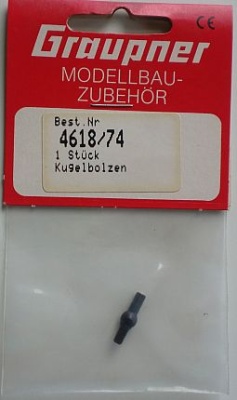 Graupner
CE
MODELLBAU-
ZUBEHÖR
Best.Nr
4618/74
1 Stück
Kugelbolzen